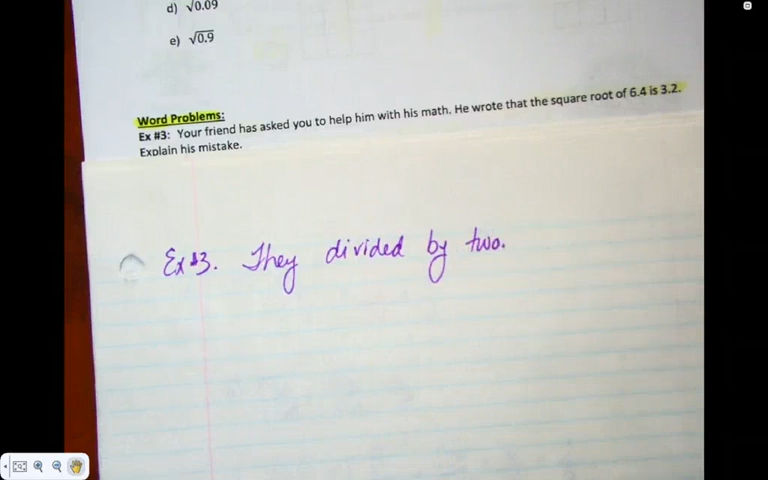 d) √0.09
e) √0.9
Word Problems:
Ex #3: Your friend has asked you to help him with his math. He wrote that the square root of 6.4 is 3.2.
Explain his mistake.
Ex #3. They divided by two.